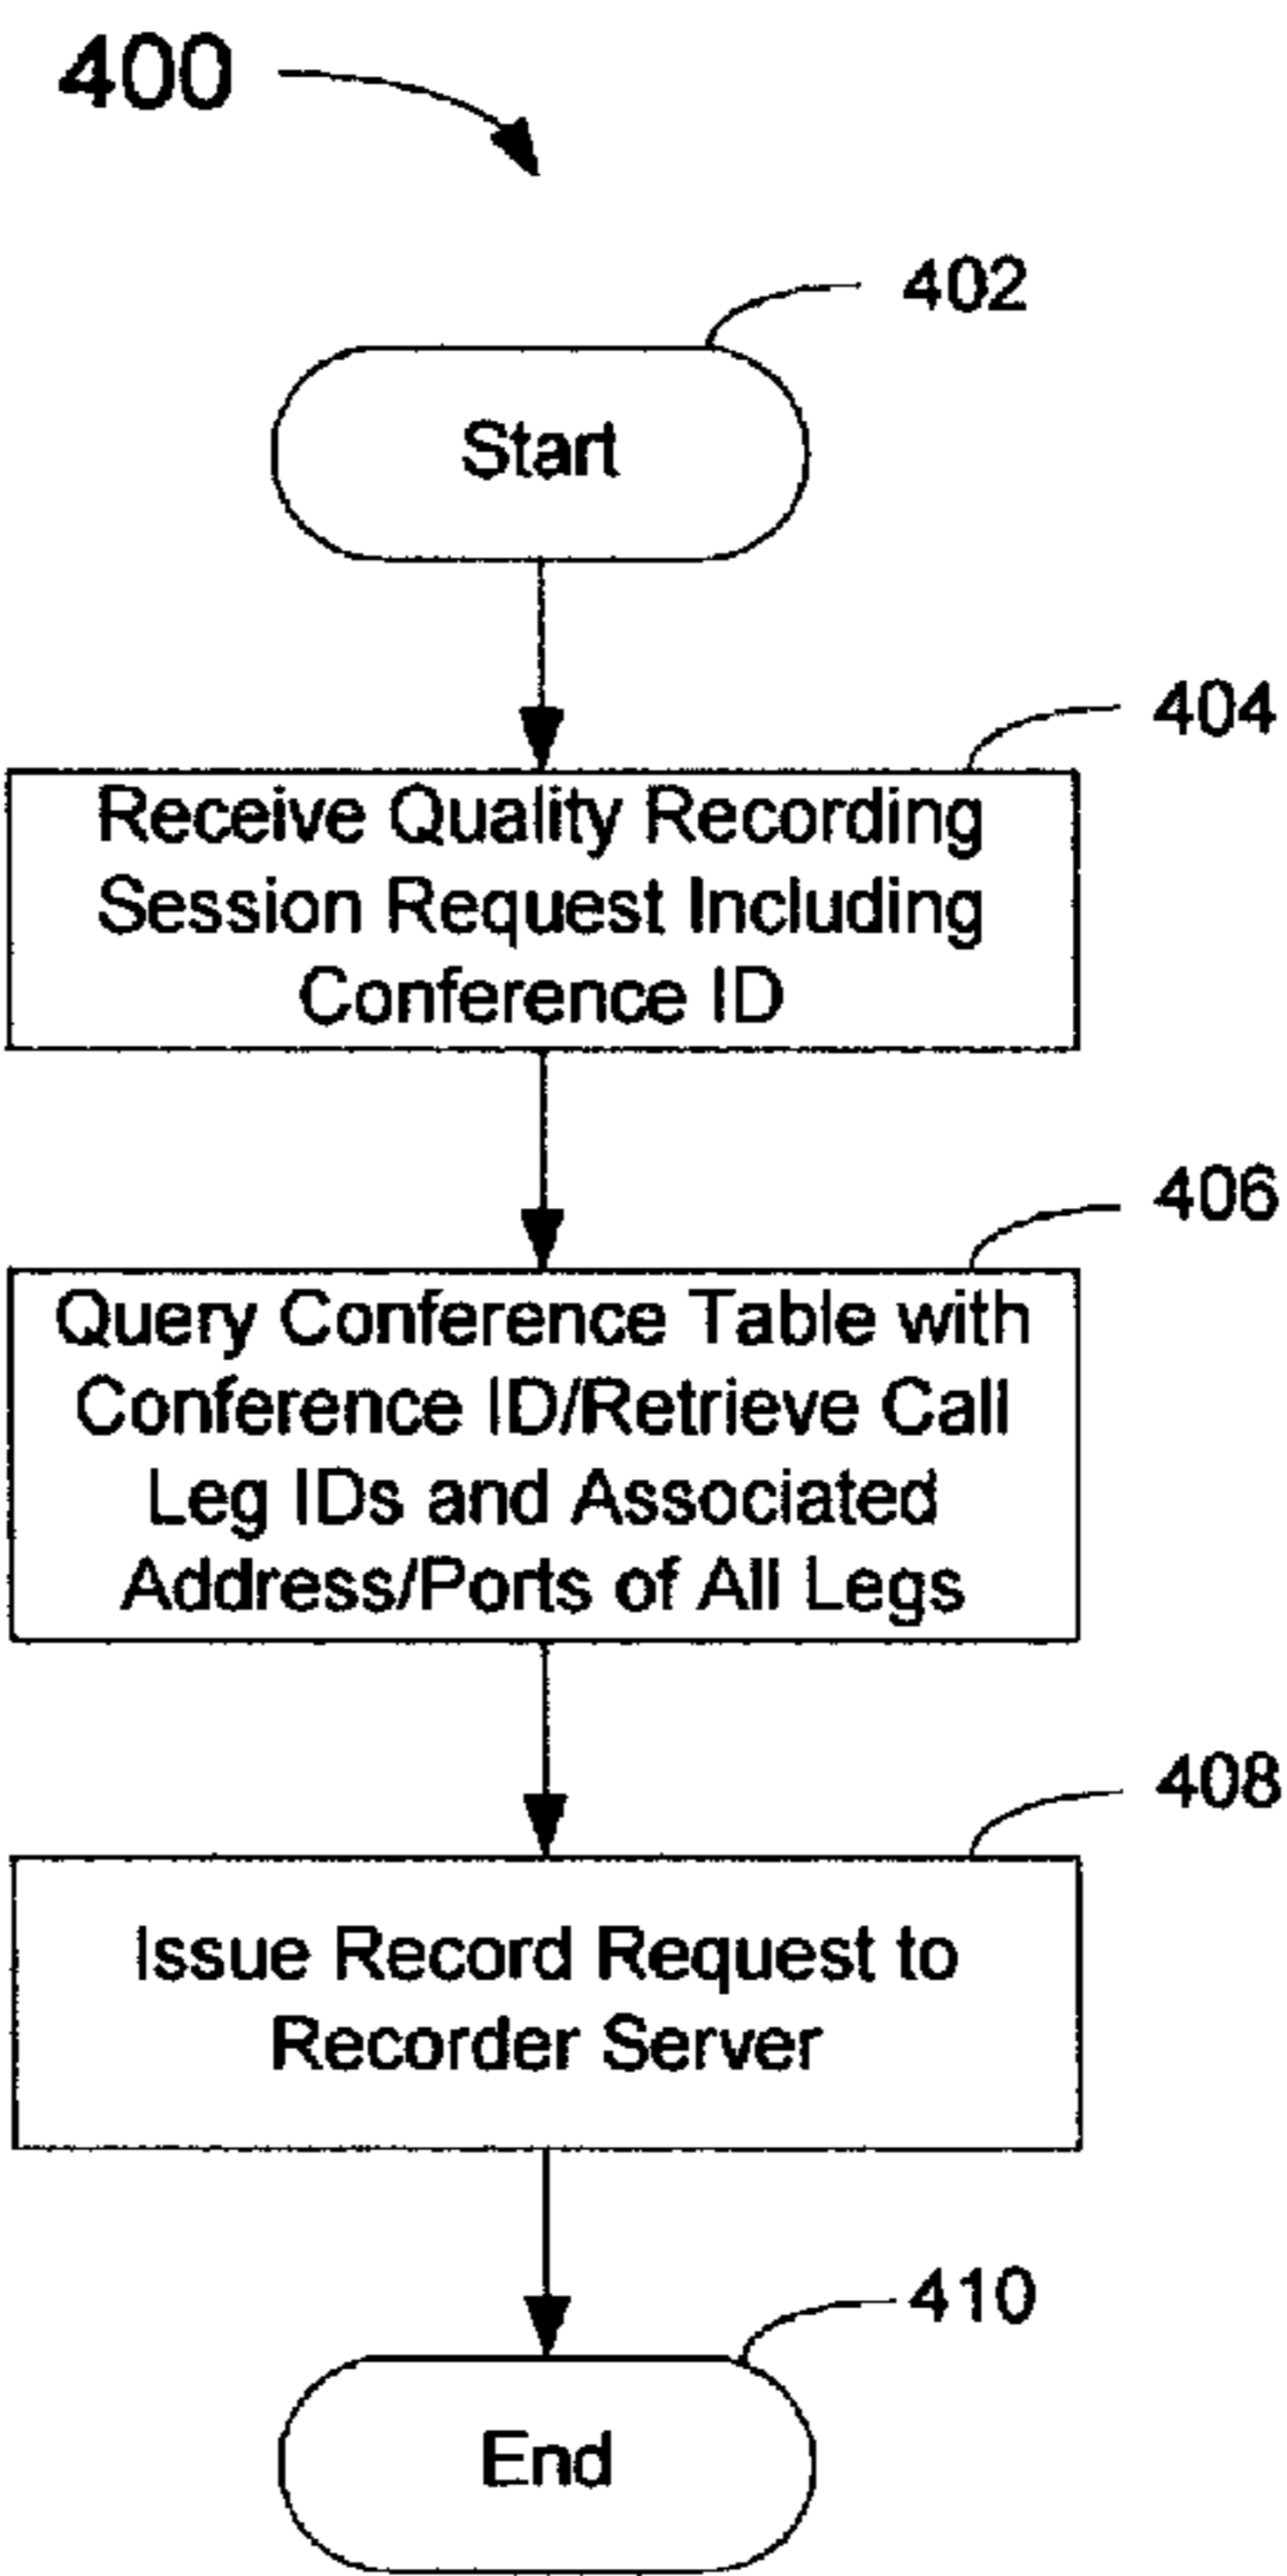 400
402
Start
404
Receive Quality Recording
Session Request Including
Conference ID
406
Query Conference Table with
Conference ID/Retrieve Call
Leg IDs and Associated
Address/Ports of All Legs
408
Issue Record Request to
Recorder Server
410
End